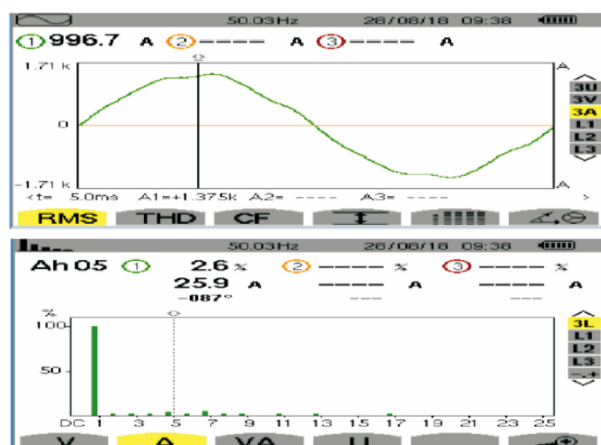 50.03Hz 28/08/18 09:38
1 996.7 A 2 ---- A 3 ---- A
1.71 k A
3U
3V
0
3A
L1
L2
L3
-1.71 k A
<t= 5.0ms A1=+1.375k A2= ---- A3= ---- >
RMS THD CF
50.03Hz 28/08/18 09:38
Ah 05 1 2.6 % 2 ---- % 3 ---- %
25.9 A ---- A ---- A
-087° --- ---
%
100
3L
L1
L2
L3
-.+
50
DC 1 3 5 7 9 11 13 15 17 19 21 23 25
V A VA U